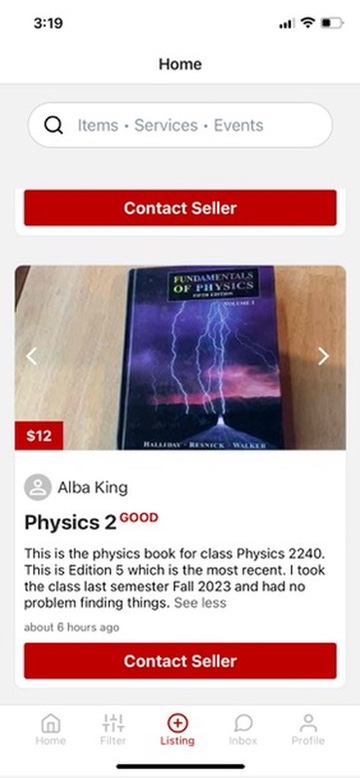 3:19
Home
Items • Services • Events
Contact Seller
FUNDAMENTALS
OF PHYSICS
FIFTH EDITION
VOLUME 1
HALLIDAY • RESNICK • WALKER
$12
Alba King
Physics 2 GOOD
This is the physics book for class Physics 2240.
This is Edition 5 which is the most recent. I took
the class last semester Fall 2023 and had no
problem finding things. See less
about 6 hours ago
Contact Seller
Home Filter Listing Inbox Profile